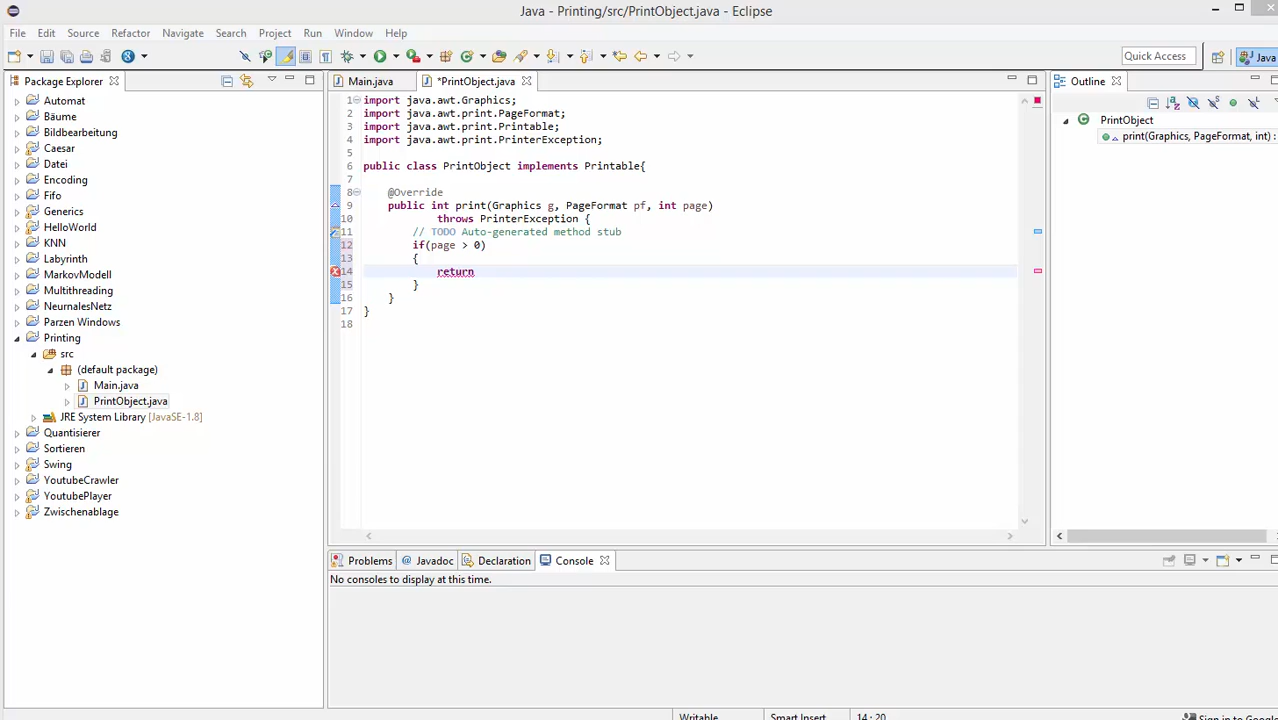 Java - Printing/src/PrintObject.java - Eclipse
File Edit Source Refactor Navigate Search Project Run Window Help
Quick Access
Java
Package Explorer
Automat
Bäume
Bildbearbeitung
Caesar
Datei
Encoding
Fifo
Generics
HelloWorld
KNN
Labyrinth
MarkovModell
Multithreading
NeurnalesNetz
Parzen Windows
Printing
src
(default package)
Main.java
PrintObject.java
JRE System Library [JavaSE-1.8]
Quantisierer
Sortieren
Swing
YoutubeCrawler
YoutubePlayer
Zwischenablage
Main.java
*PrintObject.java
1 import java.awt.Graphics;
2 import java.awt.print.PageFormat;
3 import java.awt.print.Printable;
4 import java.awt.print.PrinterException;
5
6 public class PrintObject implements Printable{
7
8 @Override
9 public int print(Graphics g, PageFormat pf, int page)
10 throws PrinterException {
11 // TODO Auto-generated method stub
12 if(page > 0)
13 {
14 return
15 }
16 }
17 }
18
Outline
PrintObject
print(Graphics, PageFormat, int) :
Problems
Javadoc
Declaration
Console
No consoles to display at this time.
Writable
Smart Insert
14 : 20
Sign in to Google